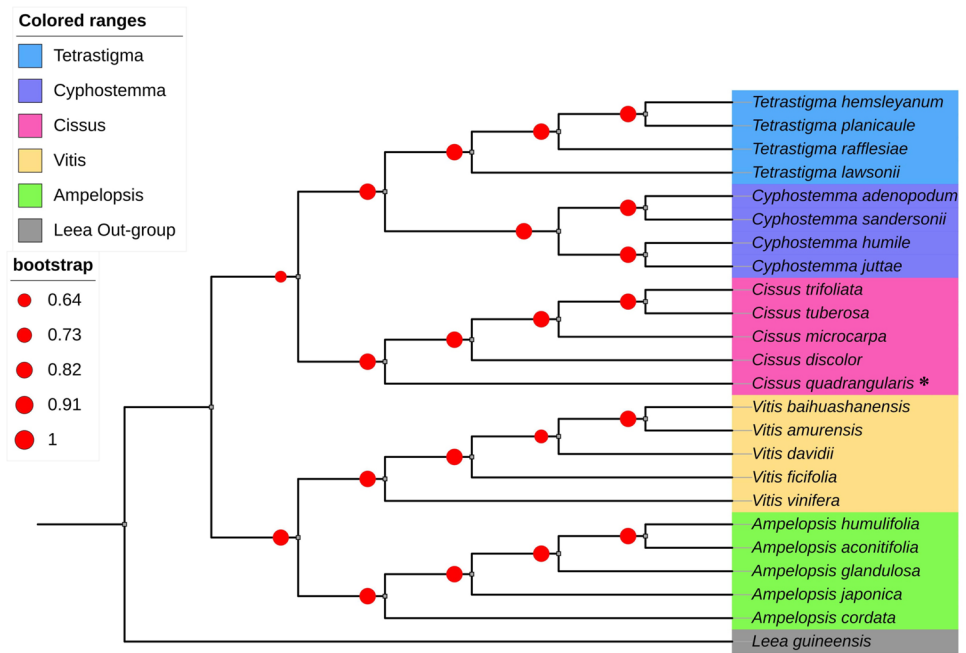 Colored ranges
Tetrastigma
Cyphostemma
Cissus
Vitis
Ampelopsis
Leea Out-group
bootstrap
0.64
0.73
0.82
0.91
1
Tetrastigma hemsleyanum
Tetrastigma planicaule
Tetrastigma rafflesiae
Tetrastigma lawsonii
Cyphostemma adenopodum
Cyphostemma sandersonii
Cyphostemma humile
Cyphostemma juttae
Cissus trifoliata
Cissus tuberosa
Cissus microcarpa
Cissus discolor
Cissus quadrangularis *
Vitis baihuashanensis
Vitis amurensis
Vitis davidii
Vitis ficifolia
Vitis vinifera
Ampelopsis humulifolia
Ampelopsis aconitifolia
Ampelopsis glandulosa
Ampelopsis japonica
Ampelopsis cordata
Leea guineensis